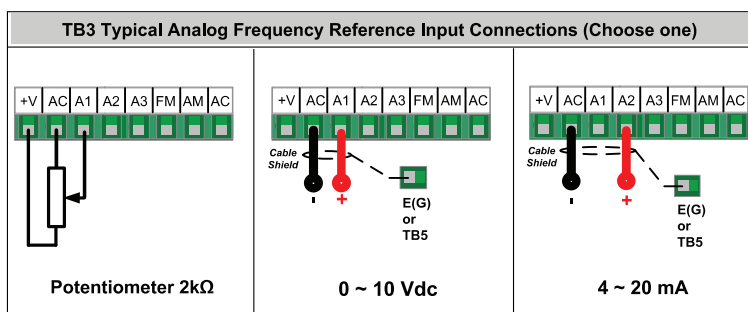 TB3 Typical Analog Frequency Reference Input Connections (Choose one)
+V AC A1 A2 A3 FM AM AC
Potentiometer 2kΩ
+V AC A1 A2 A3 FM AM AC
Cable
Shield
-
+
E(G)
or
TB5
0 ~ 10 Vdc
+V AC A1 A2 A3 FM AM AC
Cable
Shield
-
+
E(G)
or
TB5
4 ~ 20 mA